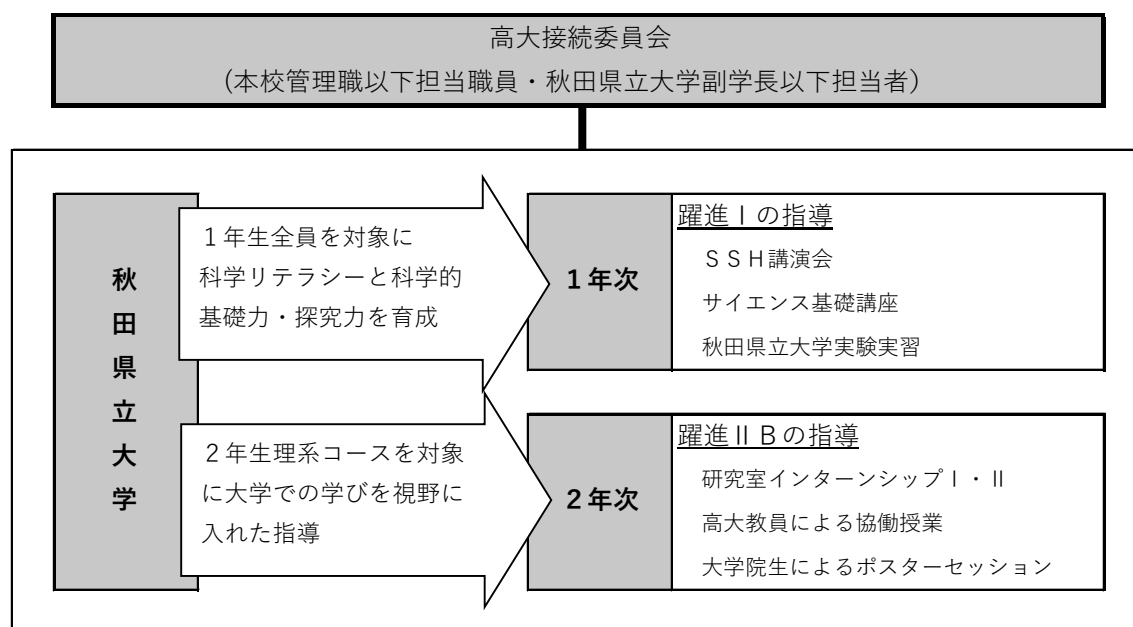 高大接続委員会
(本校管理職以下担当職員・秋田県立大学副学長以下担当者)
秋田県立大学
１年生全員を対象に
科学リテラシーと科学的
基礎力・探究力を育成
１年次
躍進Ⅰの指導
ＳＳＨ講演会
サイエンス基礎講座
秋田県立大学実験実習
２年生理系コースを対象
に大学での学びを視野に
入れた指導
２年次
躍進ⅡＢの指導
研究室インターンシップⅠ・Ⅱ
高大教員による協働授業
大学院生によるポスターセッション